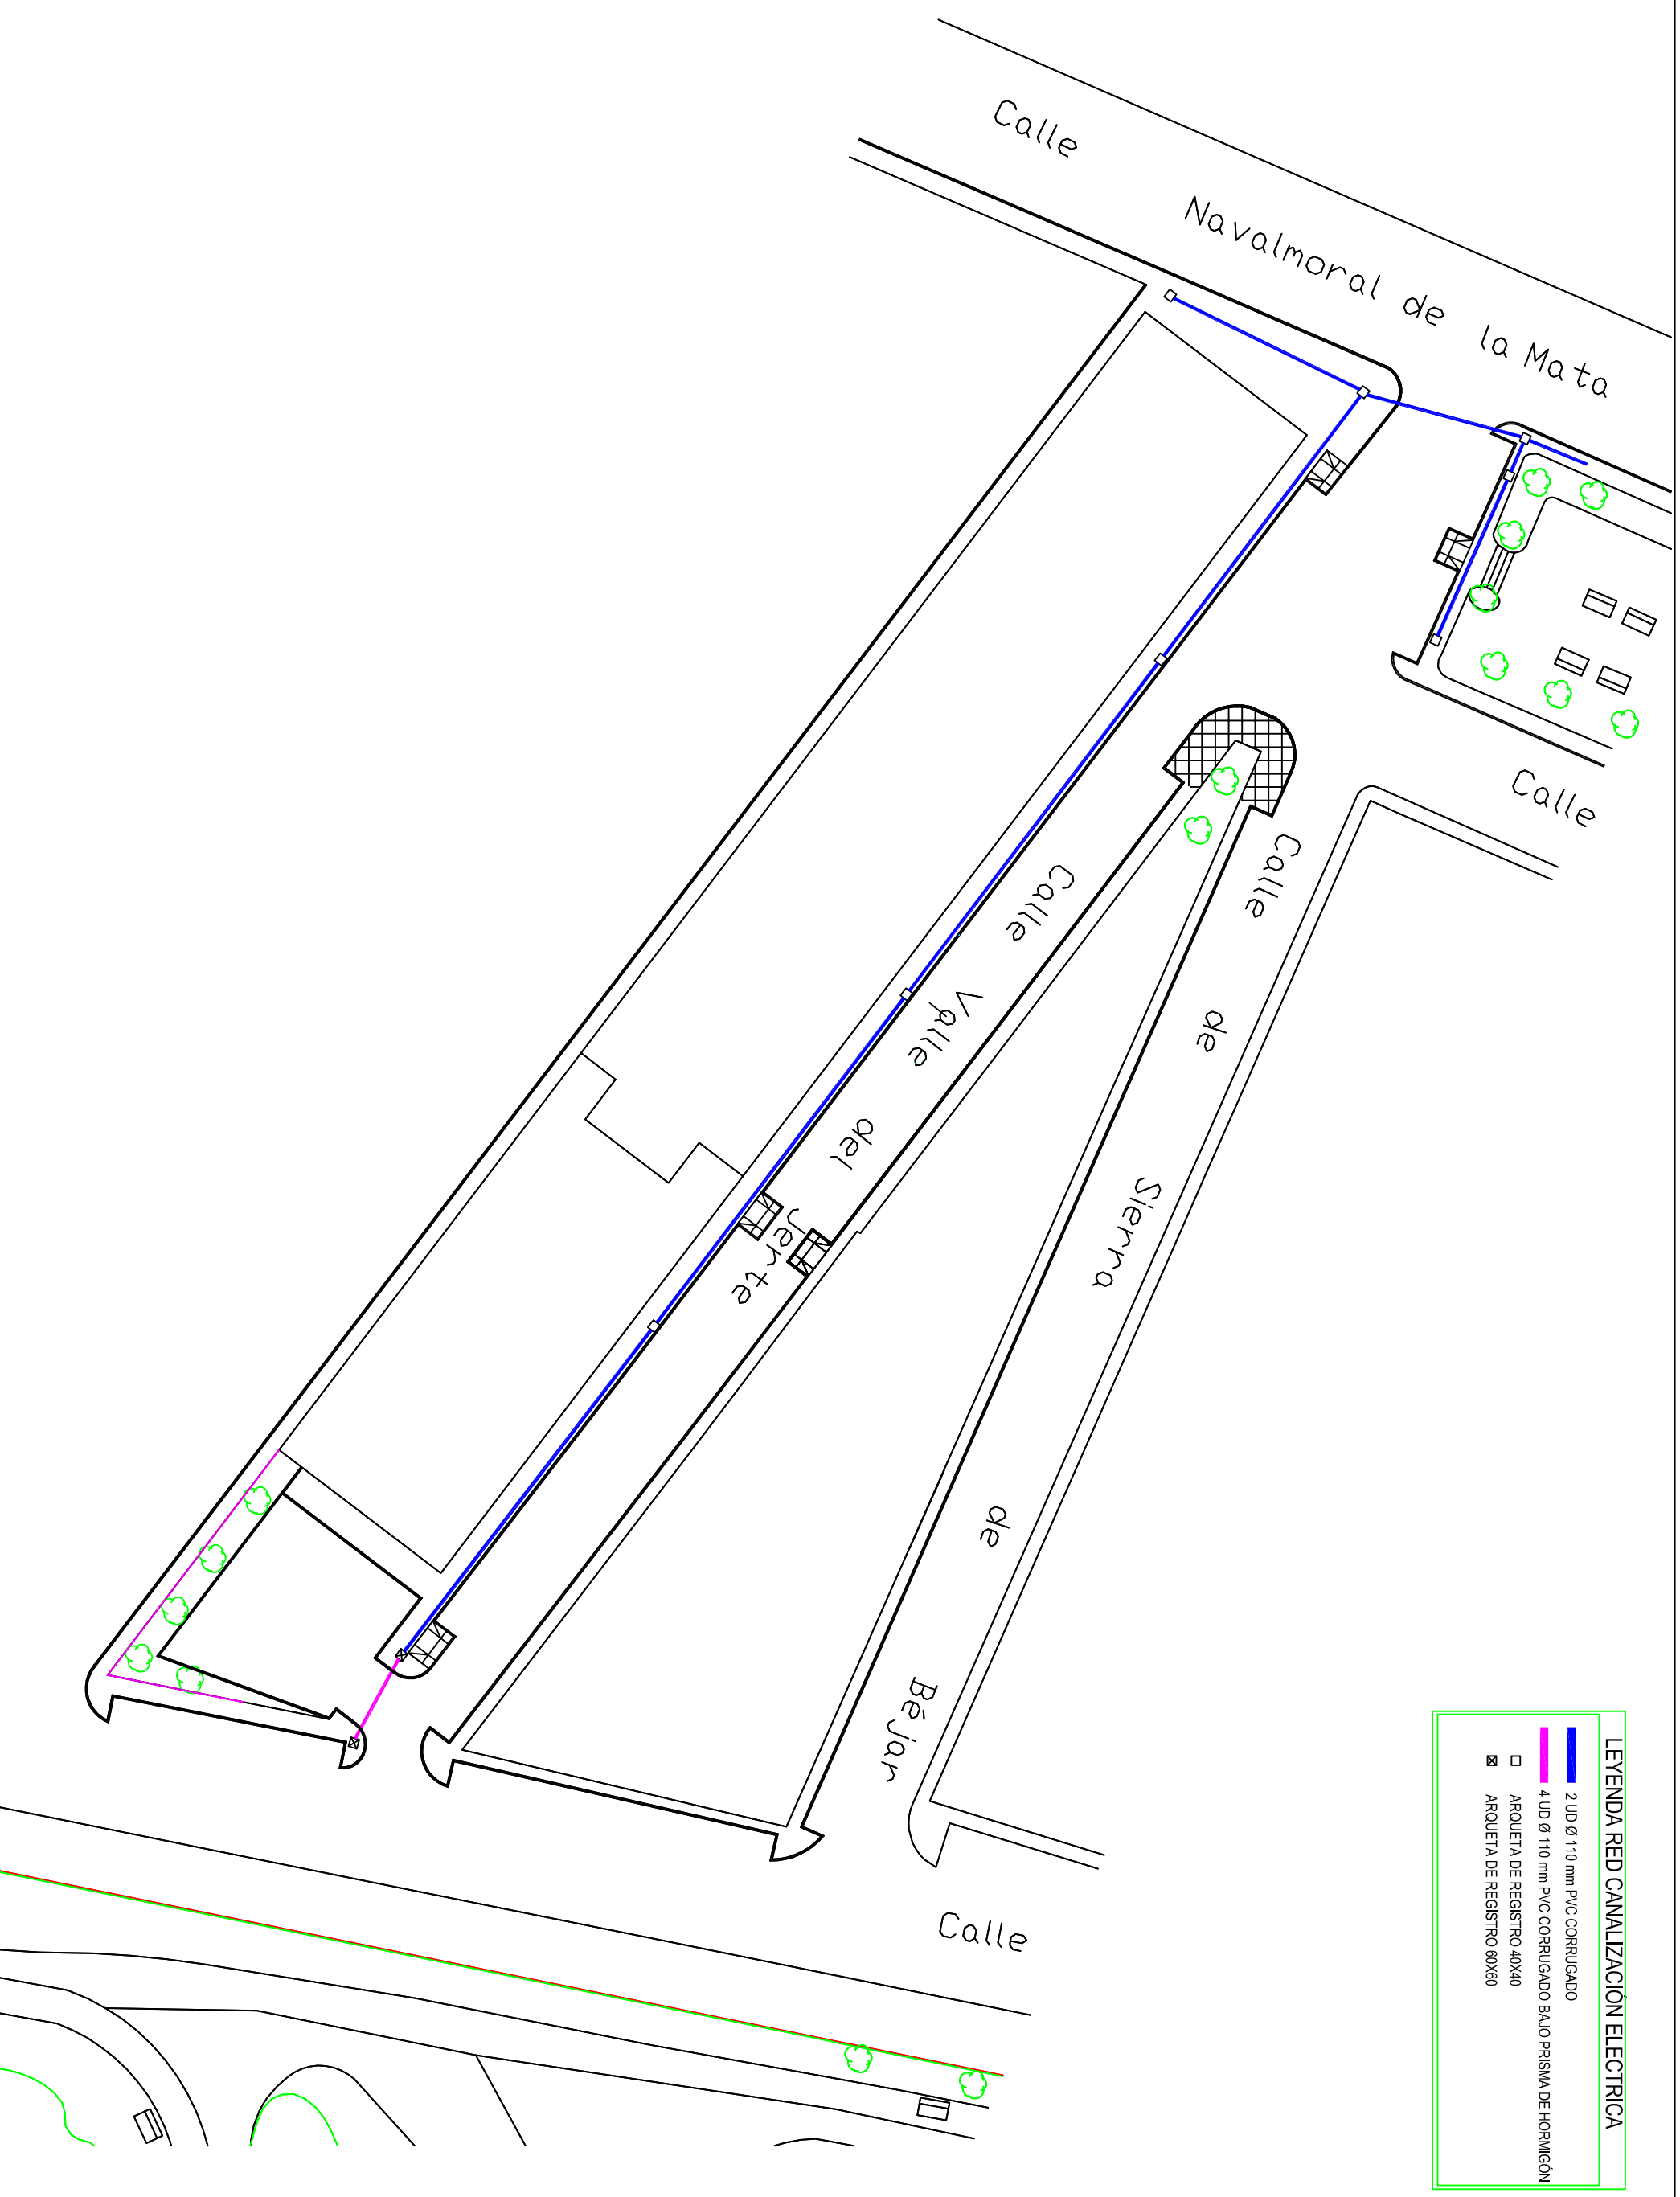 Calle Navalmoral de la Mata
Calle
Calle Valle del Jerte
Calle de Sierra de Béjar
Calle
LEYENDA RED CANALIZACIÓN ELECTRICA
2 UD Ø 110 mm PVC CORRUGADO
4 UD Ø 110 mm PVC CORRUGADO BAJO PRISMA DE HORMIGÓN
ARQUETA DE REGISTRO 40X40
ARQUETA DE REGISTRO 60X60